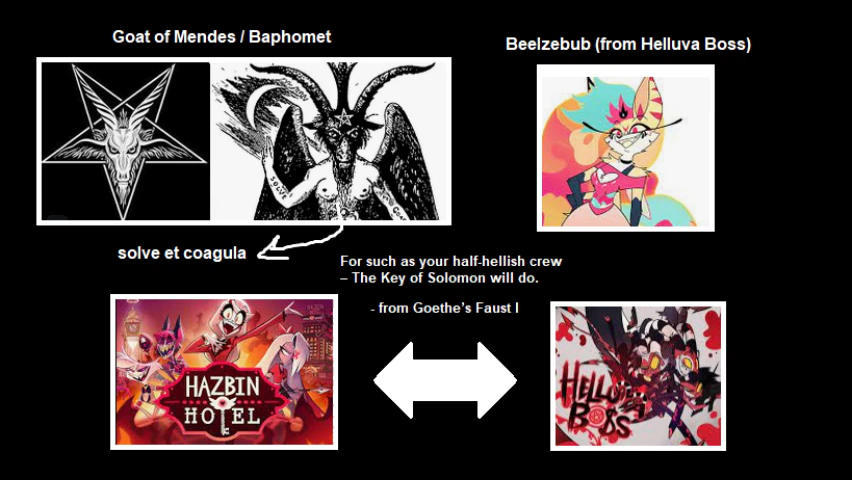 Goat of Mendes / Baphomet
Beelzebub (from Helluva Boss)
SOLVE
solve et coagula
For such as your half-hellish crew
– The Key of Solomon will do.
- from Goethe's Faust I
HAZBIN
HOTEL
HELLUVA
BOSS